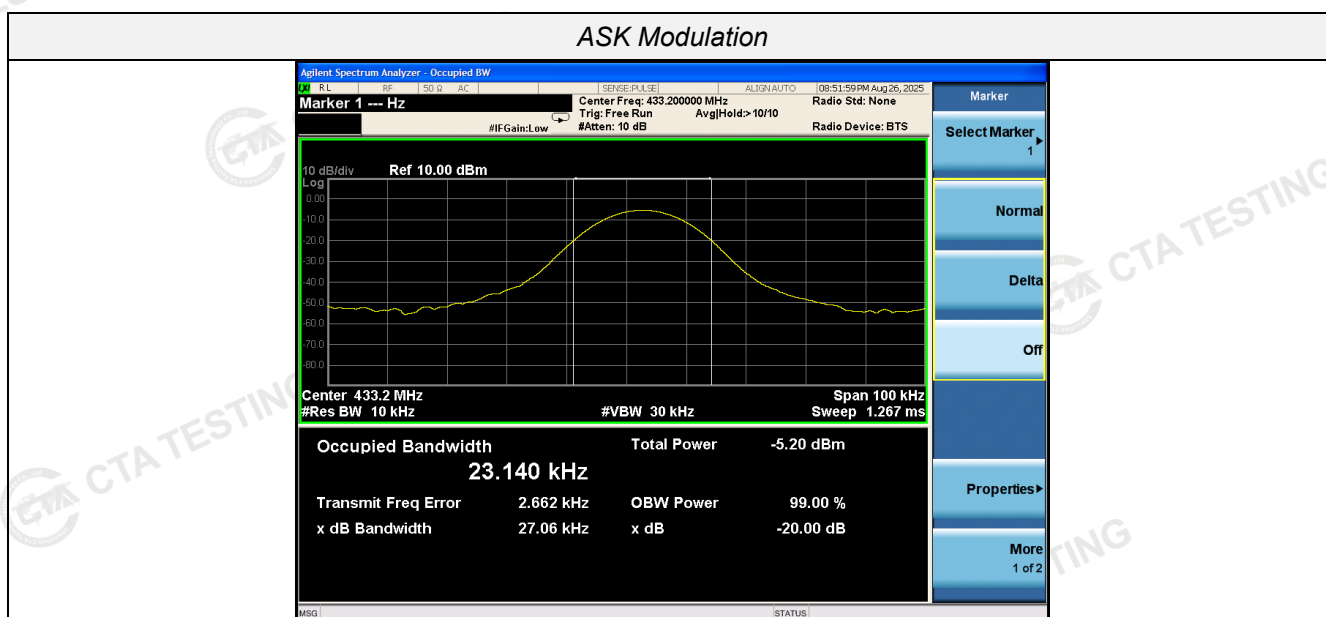 ASK Modulation
Agilent Spectrum Analyzer - Occupied BW
LXI RL RF 50 Ω AC SENSE:PULSE ALIGN AUTO 08:51:59 PM Aug 26, 2025
Marker 1 --- Hz
Center Freq: 433.200000 MHz
Radio Std: None
Trig: Free Run Avg|Hold:>10/10
#IFGain:Low
#Atten: 10 dB
Radio Device: BTS
10 dB/div Ref 10.00 dBm
Log
0.00
-10.0
-20.0
-30.0
-40.0
-50.0
-60.0
-70.0
-80.0
Center 433.2 MHz Span 100 kHz
#Res BW 10 kHz #VBW 30 kHz Sweep 1.267 ms
Occupied Bandwidth Total Power -5.20 dBm
23.140 kHz
Transmit Freq Error 2.662 kHz OBW Power 99.00 %
x dB Bandwidth 27.06 kHz x dB -20.00 dB
MSG STATUS
Marker
Select Marker
1
Normal
Delta
Off
Properties
More
1 of 2
CTA TESTING
CTA TESTING
CTA
TING